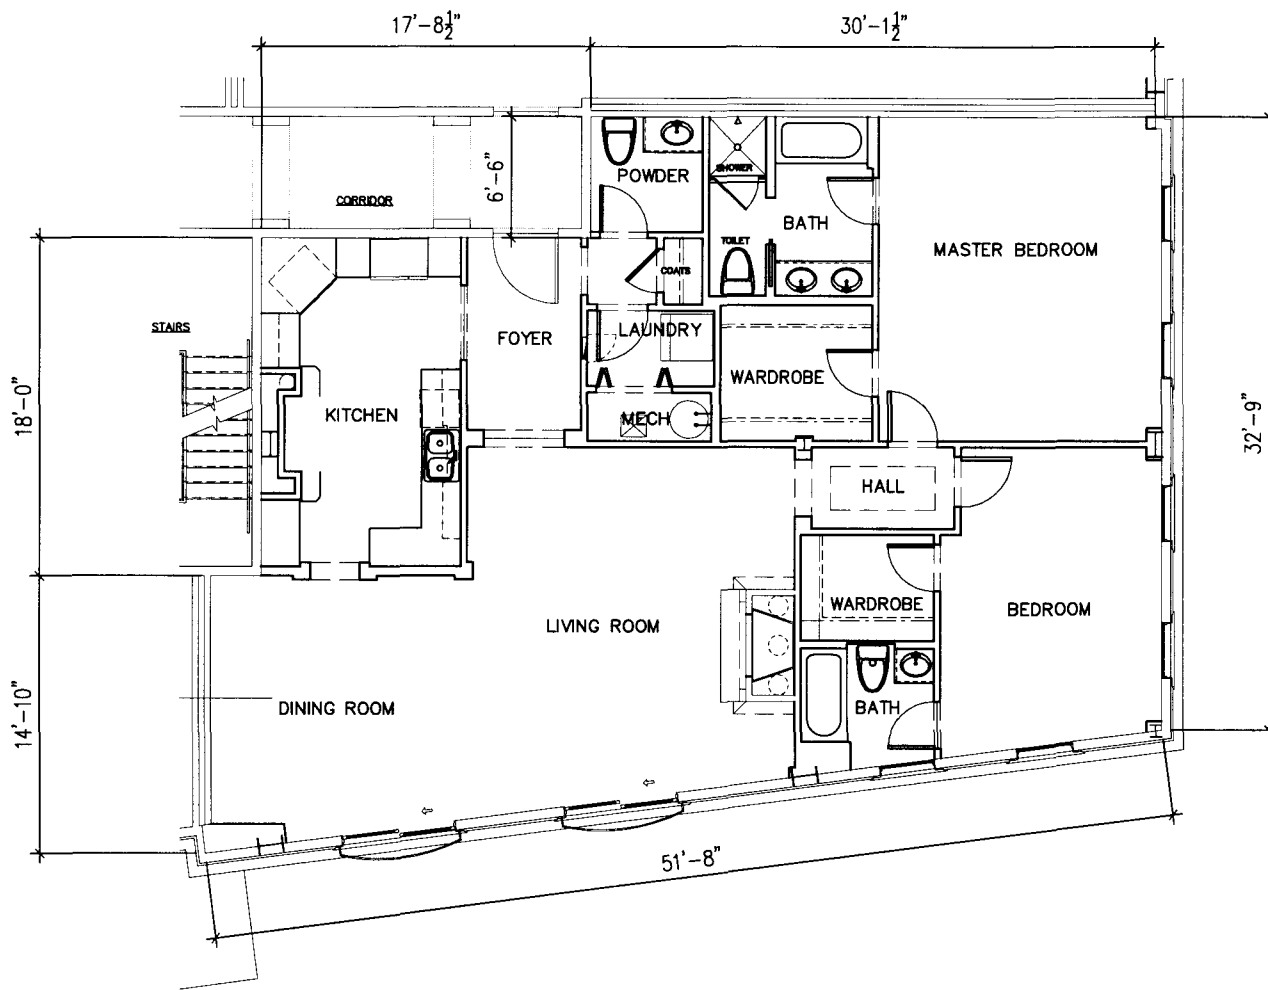 17'-8½"
30'-1½"
6'-6"
POWDER
SHOWER
CORRIDOR
BATH
TOILET
MASTER BEDROOM
COATS
STAIRS
FOYER
LAUNDRY
WARDROBE
18'-0"
KITCHEN
MECH
32'-9"
HALL
WARDROBE
BEDROOM
LIVING ROOM
DINING ROOM
BATH
14'-10"
51'-8"